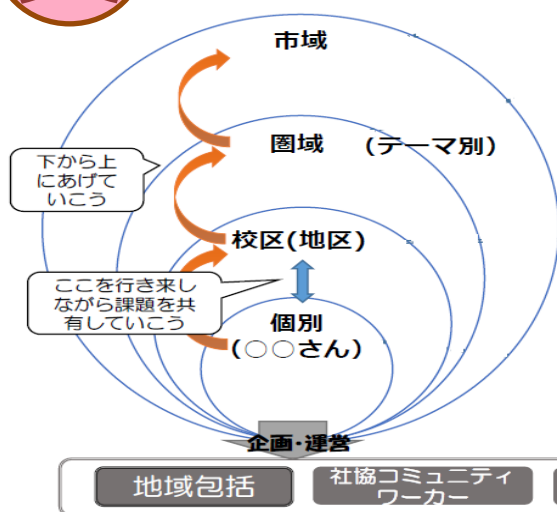 市域
圏域 (テーマ別)
下から上
にあげて
いこう
校区(地区)
ここを行き来し
ながら課題を共
有していこう
個別
(○○さん)
企画・運営
地域包括
社協コミュニティ
ワーカー